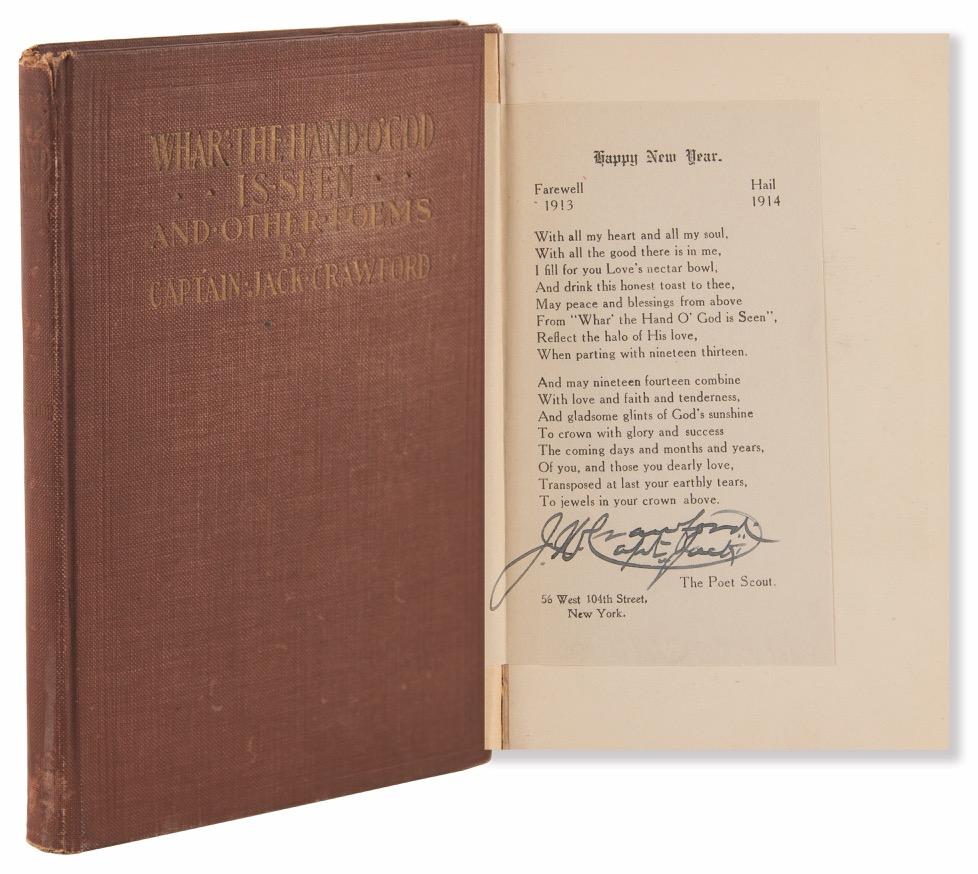 WHAR·THE·HAND·O'GOD
· · IS·SEEN · ·
AND·OTHER·POEMS
BY
CAPTAIN·JACK·CRAWFORD
Happy New Year.
Farewell Hail
1913 1914
With all my heart and all my soul,
With all the good there is in me,
I fill for you Love's nectar bowl,
And drink this honest toast to thee,
May peace and blessings from above
From "Whar' the Hand O' God is Seen",
Reflect the halo of His love,
When parting with nineteen thirteen.
And may nineteen fourteen combine
With love and faith and tenderness,
And gladsome glints of God's sunshine
To crown with glory and success
The coming days and months and years,
Of you, and those you dearly love,
Transposed at last your earthly tears,
To jewels in your crown above.
J.W. Crawford.
"Capt. Jack"
The Poet Scout.
56 West 104th Street,
New York.